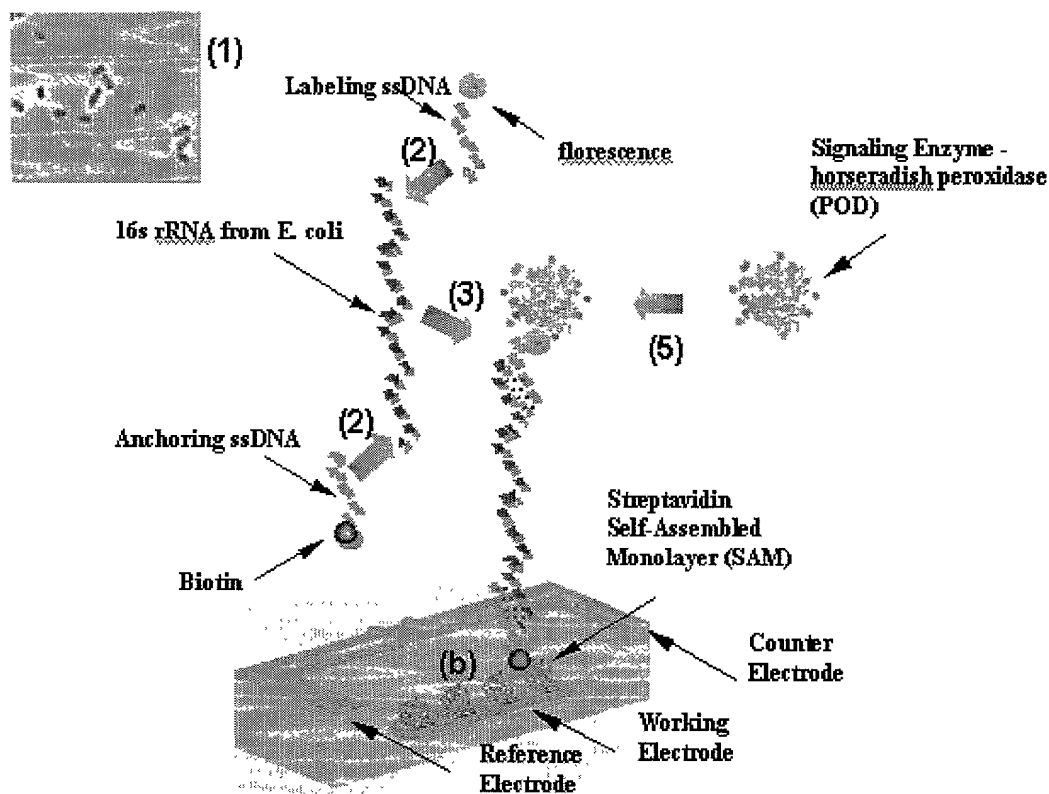 (1)
Labeling ssDNA
florescence
(2)
Signaling Enzyme -
horseradish peroxidase
(POD)
16s rRNA from E. coli
(3)
(5)
(2)
Anchoring ssDNA
Biotin
Streptavidin
Self-Assembled
Monolayer (SAM)
(b)
Counter
Electrode
Working
Electrode
Reference
Electrode